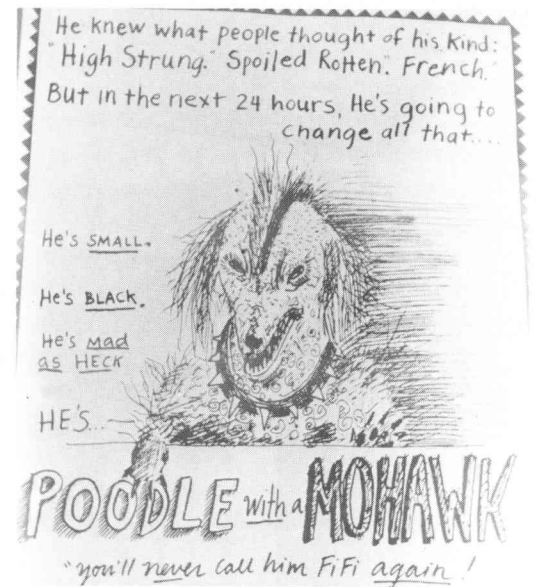 He knew what people thought of his kind:
"High Strung." Spoiled Rotten". French."
But in the next 24 hours, He's going to
change all that....
He's SMALL.
He's BLACK.
He's Mad
as HECK
HE'S...
POODLE with a MOHAWK
"you'll never call him FiFi again!